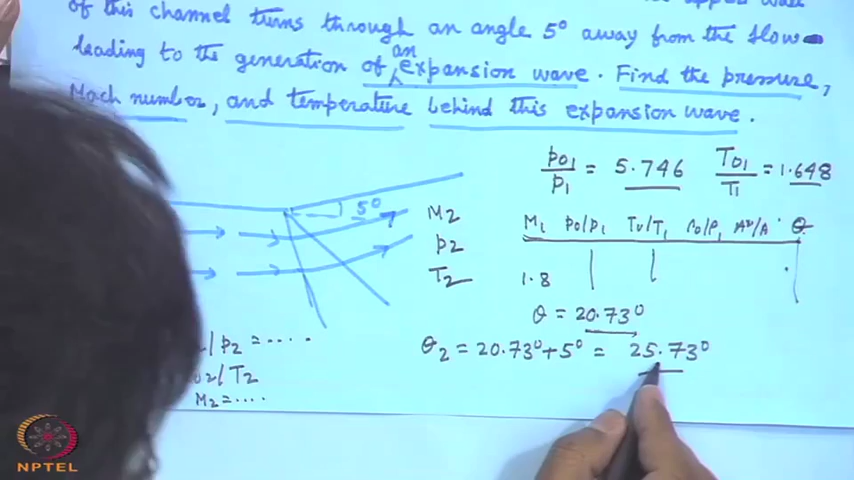 of this channel turns through an angle 5° away from the flow
leading to the generation of an expansion wave. Find the pressure,
Mach number, and temperature behind this expansion wave.
p01/p1 = 5.746 T01/T1 = 1.648
5°
M2
p2
T2
M1 p0/p1 T0/T1 ρ0/ρ1 A*/A θ
1.8
θ = 20.73°
/p2 = ....
θ2 = 20.73° + 5° = 25.73°
02/T2
M2 = ....
NPTEL